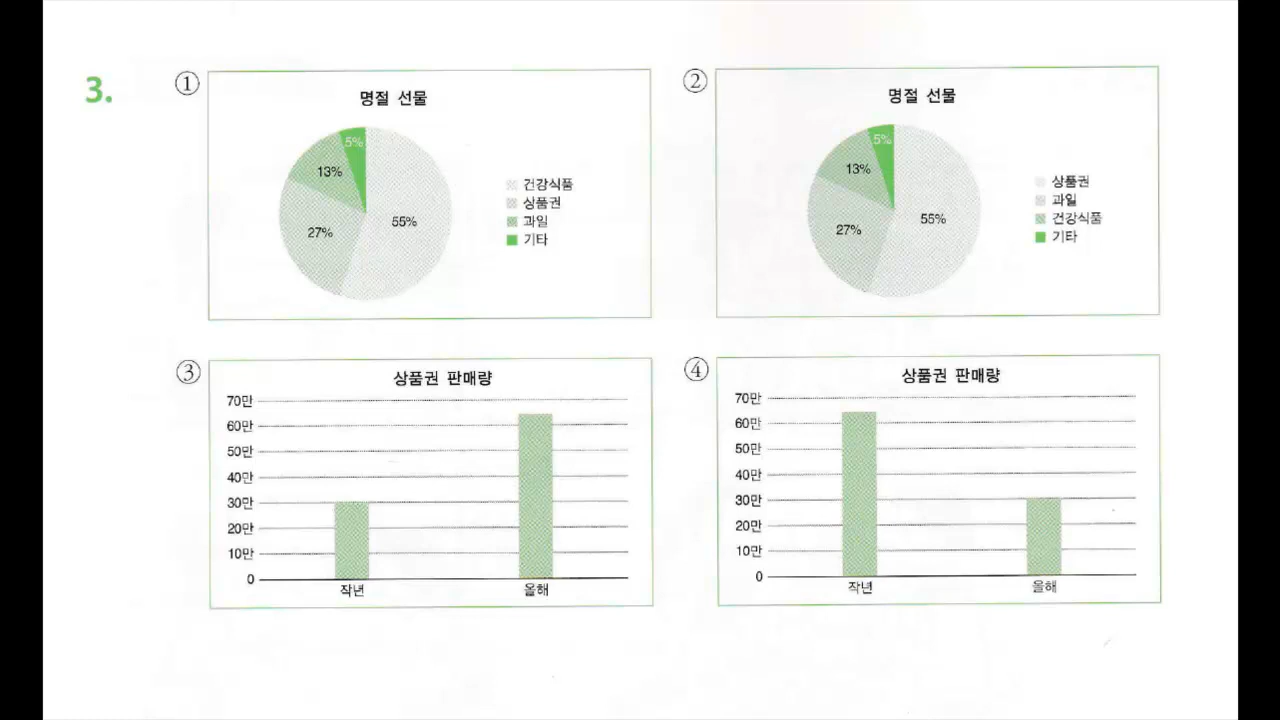 3.
①
명절 선물
5%
13%
27%
55%
건강식품
상품권
과일
기타
②
명절 선물
5%
13%
27%
55%
상품권
과일
건강식품
기타
③
상품권 판매량
70만
60만
50만
40만
30만
20만
10만
0
작년
올해
④
상품권 판매량
70만
60만
50만
40만
30만
20만
10만
0
작년
올해